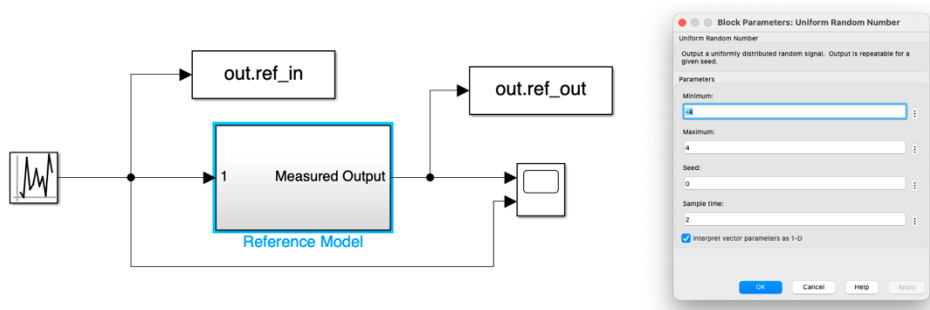 out.ref_in
out.ref_out
1
Measured Output
Reference Model
Block Parameters: Uniform Random Number
Uniform Random Number
Output a uniformly distributed random signal. Output is repeatable for a
given seed.
Parameters
Minimum:
-4
Maximum:
4
Seed:
0
Sample time:
2
Interpret vector parameters as 1-D
OK
Cancel
Help
Apply